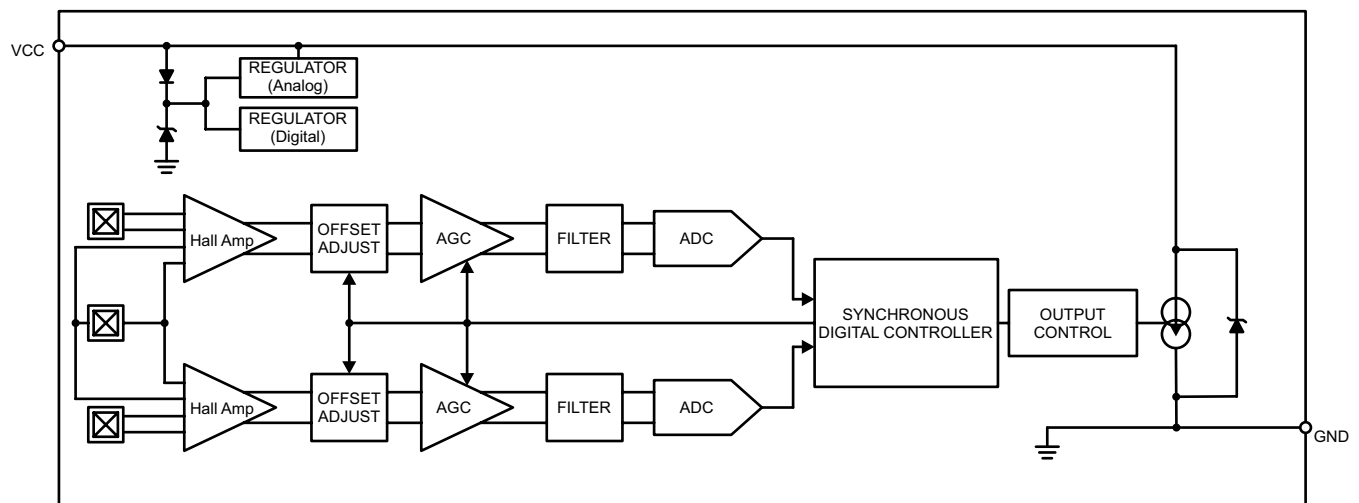 VCC
REGULATOR
(Analog)
REGULATOR
(Digital)
Hall Amp
OFFSET
ADJUST
AGC
FILTER
ADC
SYNCHRONOUS
DIGITAL CONTROLLER
OUTPUT
CONTROL
Hall Amp
OFFSET
ADJUST
AGC
FILTER
ADC
GND